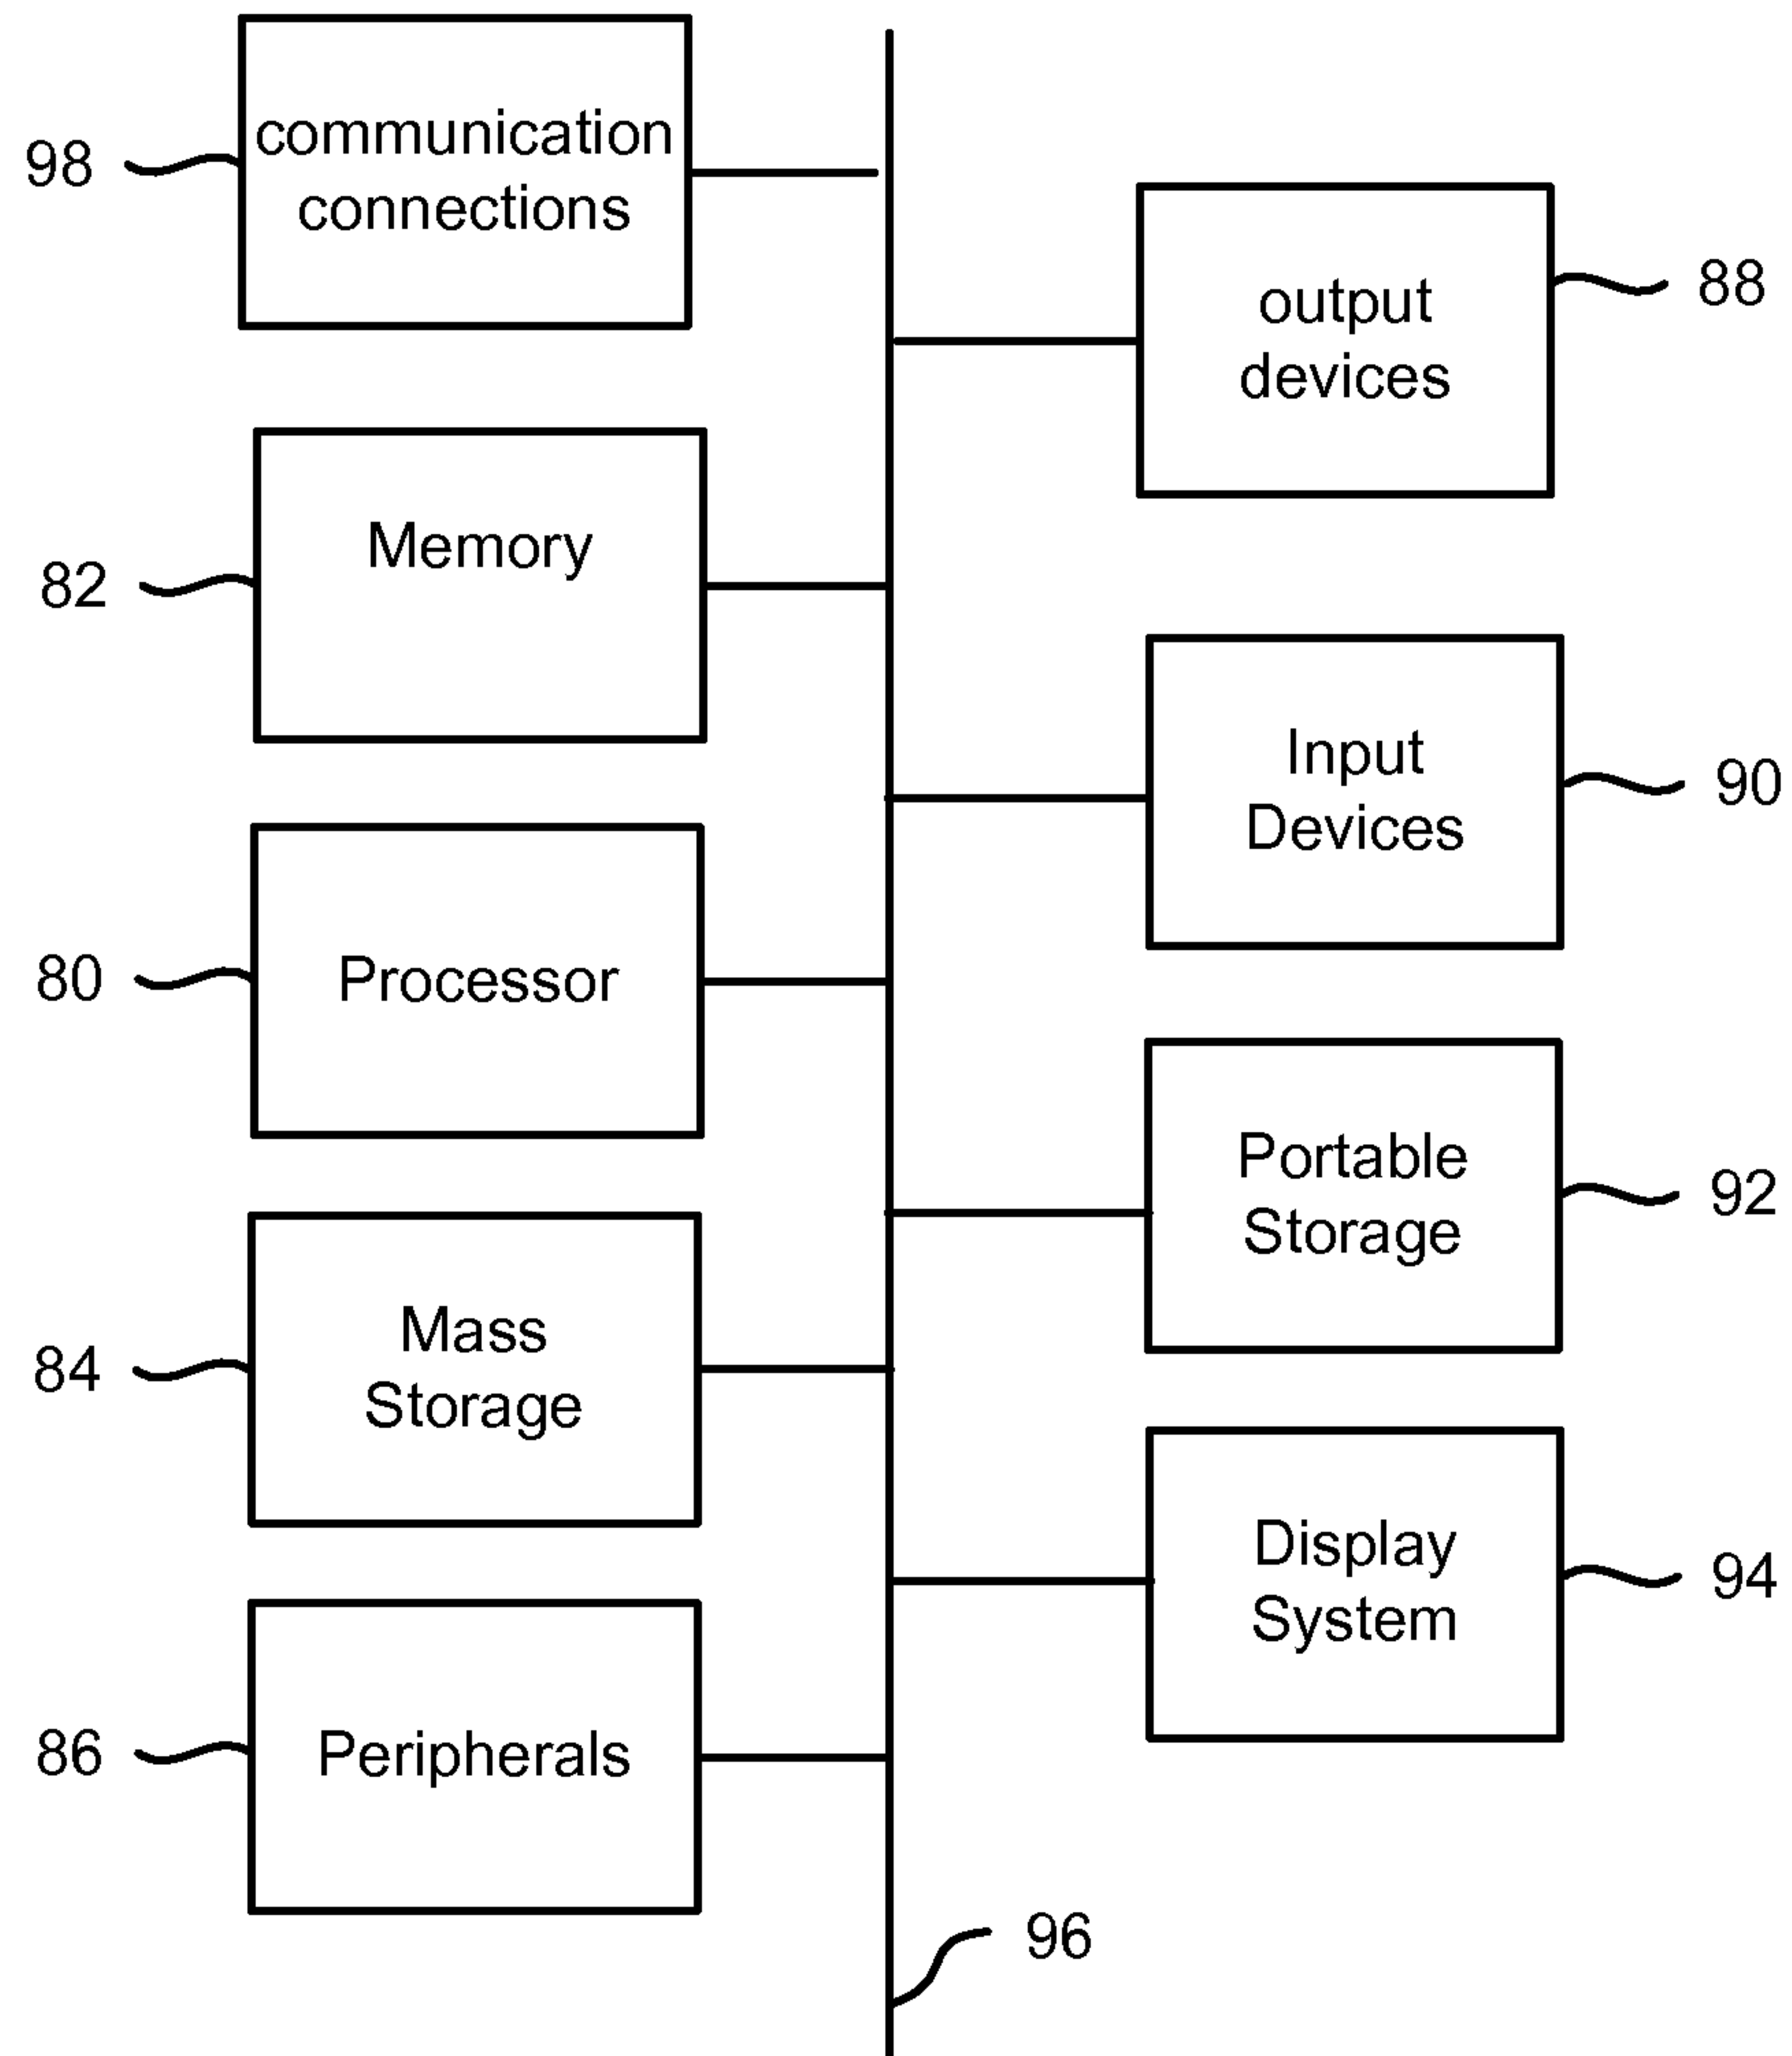 98
communication
connections
output
devices
88
82
Memory
Input
Devices
90
80
Processor
Portable
Storage
92
84
Mass
Storage
Display
System
94
86
Peripherals
96